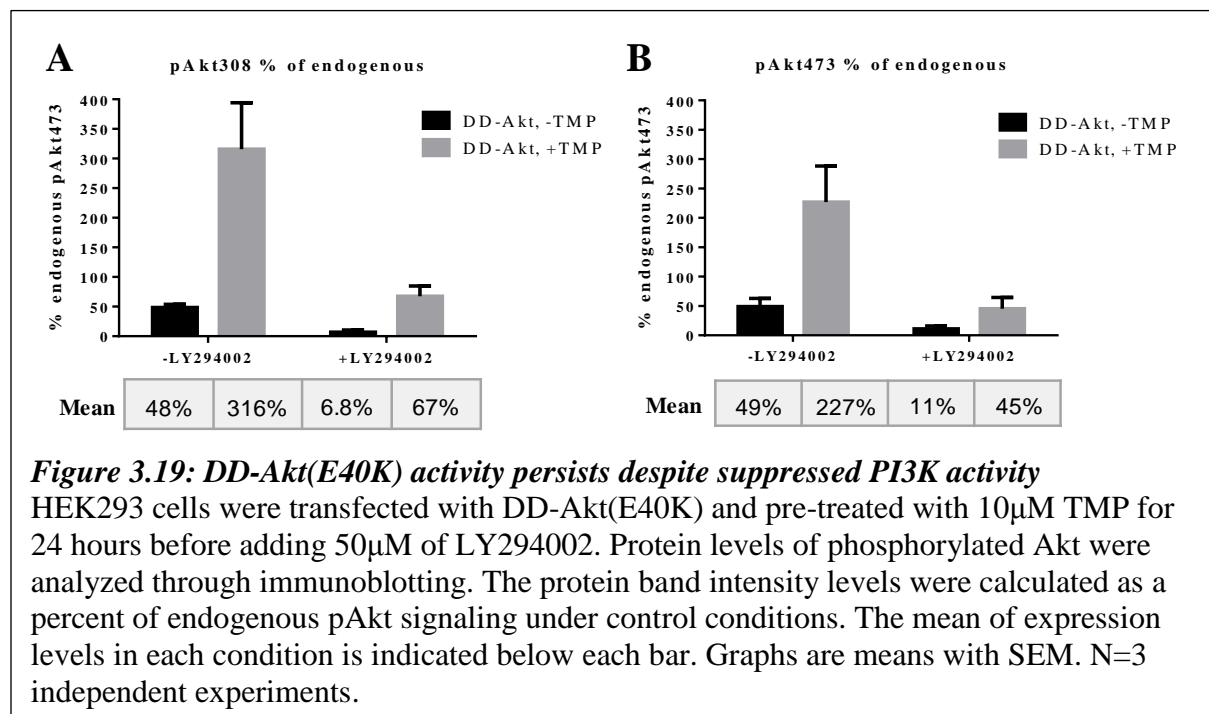 A
pAkt308 % of endogenous
% endogenous pAkt473
400
350
300
250
200
150
100
50
0
DD-Akt, -TMP
DD-Akt, +TMP
-LY294002
+LY294002
Mean 48% 316% 6.8% 67%
B
pAkt473 % of endogenous
% endogenous pAkt473
400
350
300
250
200
150
100
50
0
DD-Akt, -TMP
DD-Akt, +TMP
-LY294002
+LY294002
Mean 49% 227% 11% 45%
Figure 3.19: DD-Akt(E40K) activity persists despite suppressed PI3K activity
HEK293 cells were transfected with DD-Akt(E40K) and pre-treated with 10µM TMP for
24 hours before adding 50µM of LY294002. Protein levels of phosphorylated Akt were
analyzed through immunoblotting. The protein band intensity levels were calculated as a
percent of endogenous pAkt signaling under control conditions. The mean of expression
levels in each condition is indicated below each bar. Graphs are means with SEM. N=3
independent experiments.